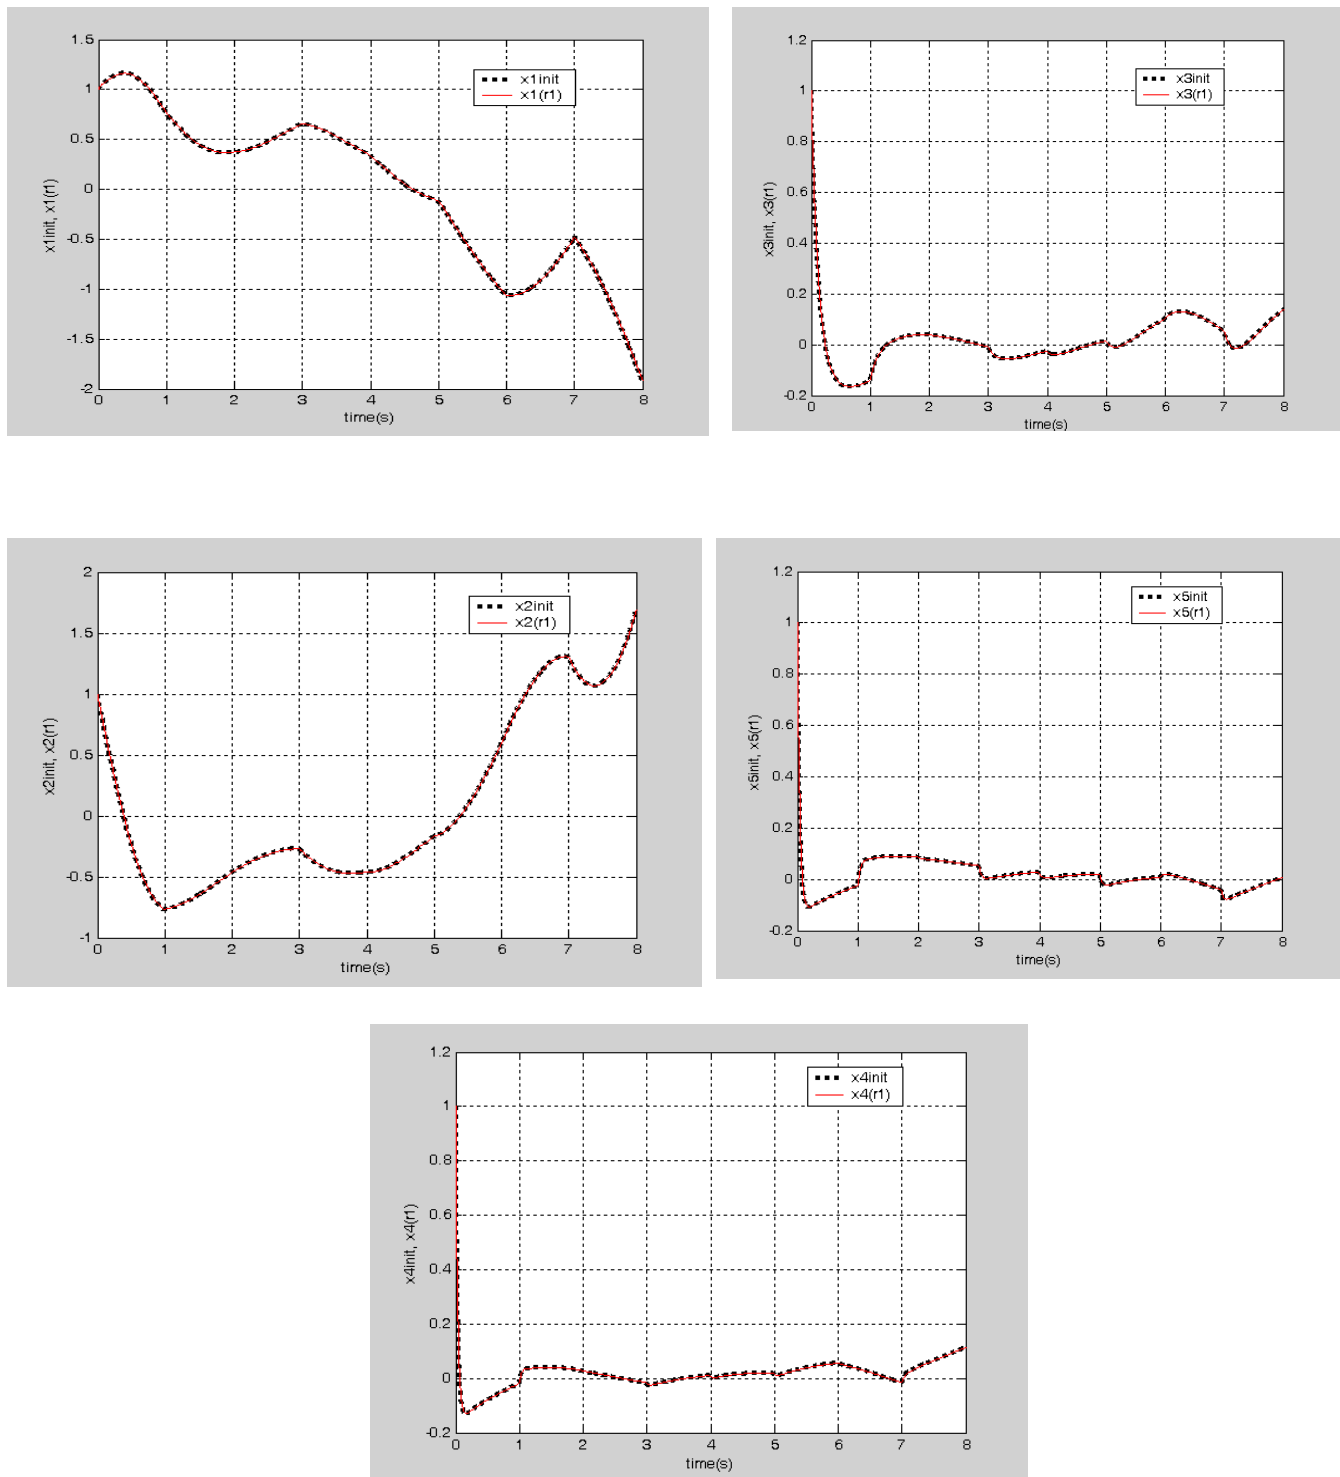 1.5
1
0.5
0
-0.5
-1
-1.5
-2
0 1 2 3 4 5 6 7 8
time(s)
x1init, x1(r1)
x1init
x1(r1)
1.2
1
0.8
0.6
0.4
0.2
0
-0.2
0 1 2 3 4 5 6 7 8
time(s)
x3init, x3(r1)
x3init
x3(r1)
2
1.5
1
0.5
0
-0.5
-1
0 1 2 3 4 5 6 7 8
time(s)
x2init, x2(r1)
x2init
x2(r1)
1.2
1
0.8
0.6
0.4
0.2
0
-0.2
0 1 2 3 4 5 6 7 8
time(s)
x5init, x5(r1)
x5init
x5(r1)
1.2
1
0.8
0.6
0.4
0.2
0
-0.2
0 1 2 3 4 5 6 7 8
time(s)
x4init, x4(r1)
x4init
x4(r1)